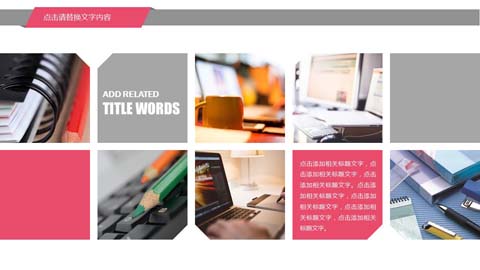 点击请替换文字内容
ADD RELATED
TITLE WORDS
点击添加相关标题文字，点
击添加相关标题文字，点击
添加相关标题文字。点击添
加相关标题文字，点击添加
相关标题文字，点击添加相
关标题文字，点击添加相关
标题文字。